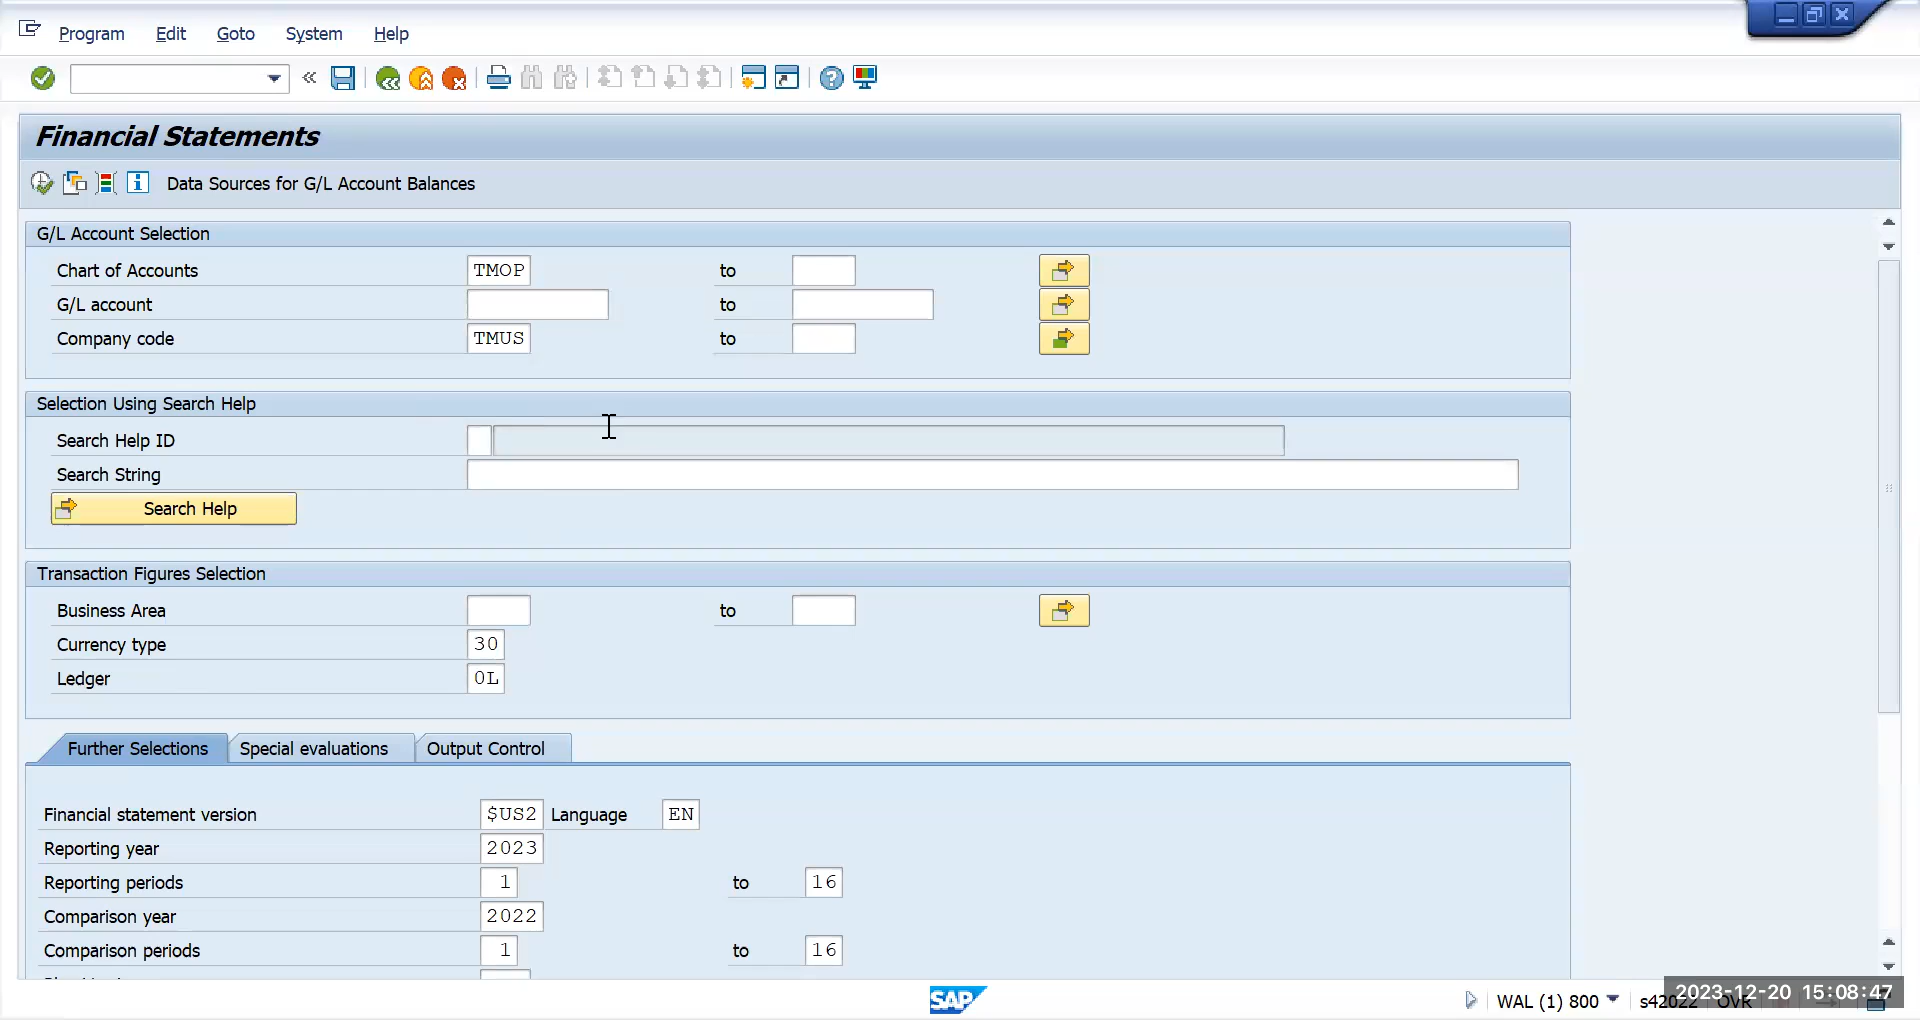 Program Edit Goto System Help
Financial Statements
Data Sources for G/L Account Balances
G/L Account Selection
Chart of Accounts TMOP to
G/L account to
Company code TMUS to
Selection Using Search Help
Search Help ID
Search String
Search Help
Transaction Figures Selection
Business Area to
Currency type 30
Ledger 0L
Further Selections Special evaluations Output Control
Financial statement version $US2 Language EN
Reporting year 2023
Reporting periods 1 to 16
Comparison year 2022
Comparison periods 1 to 16
SAP
WAL (1) 800 s42022 OVR
2023-12-20 15:08:47